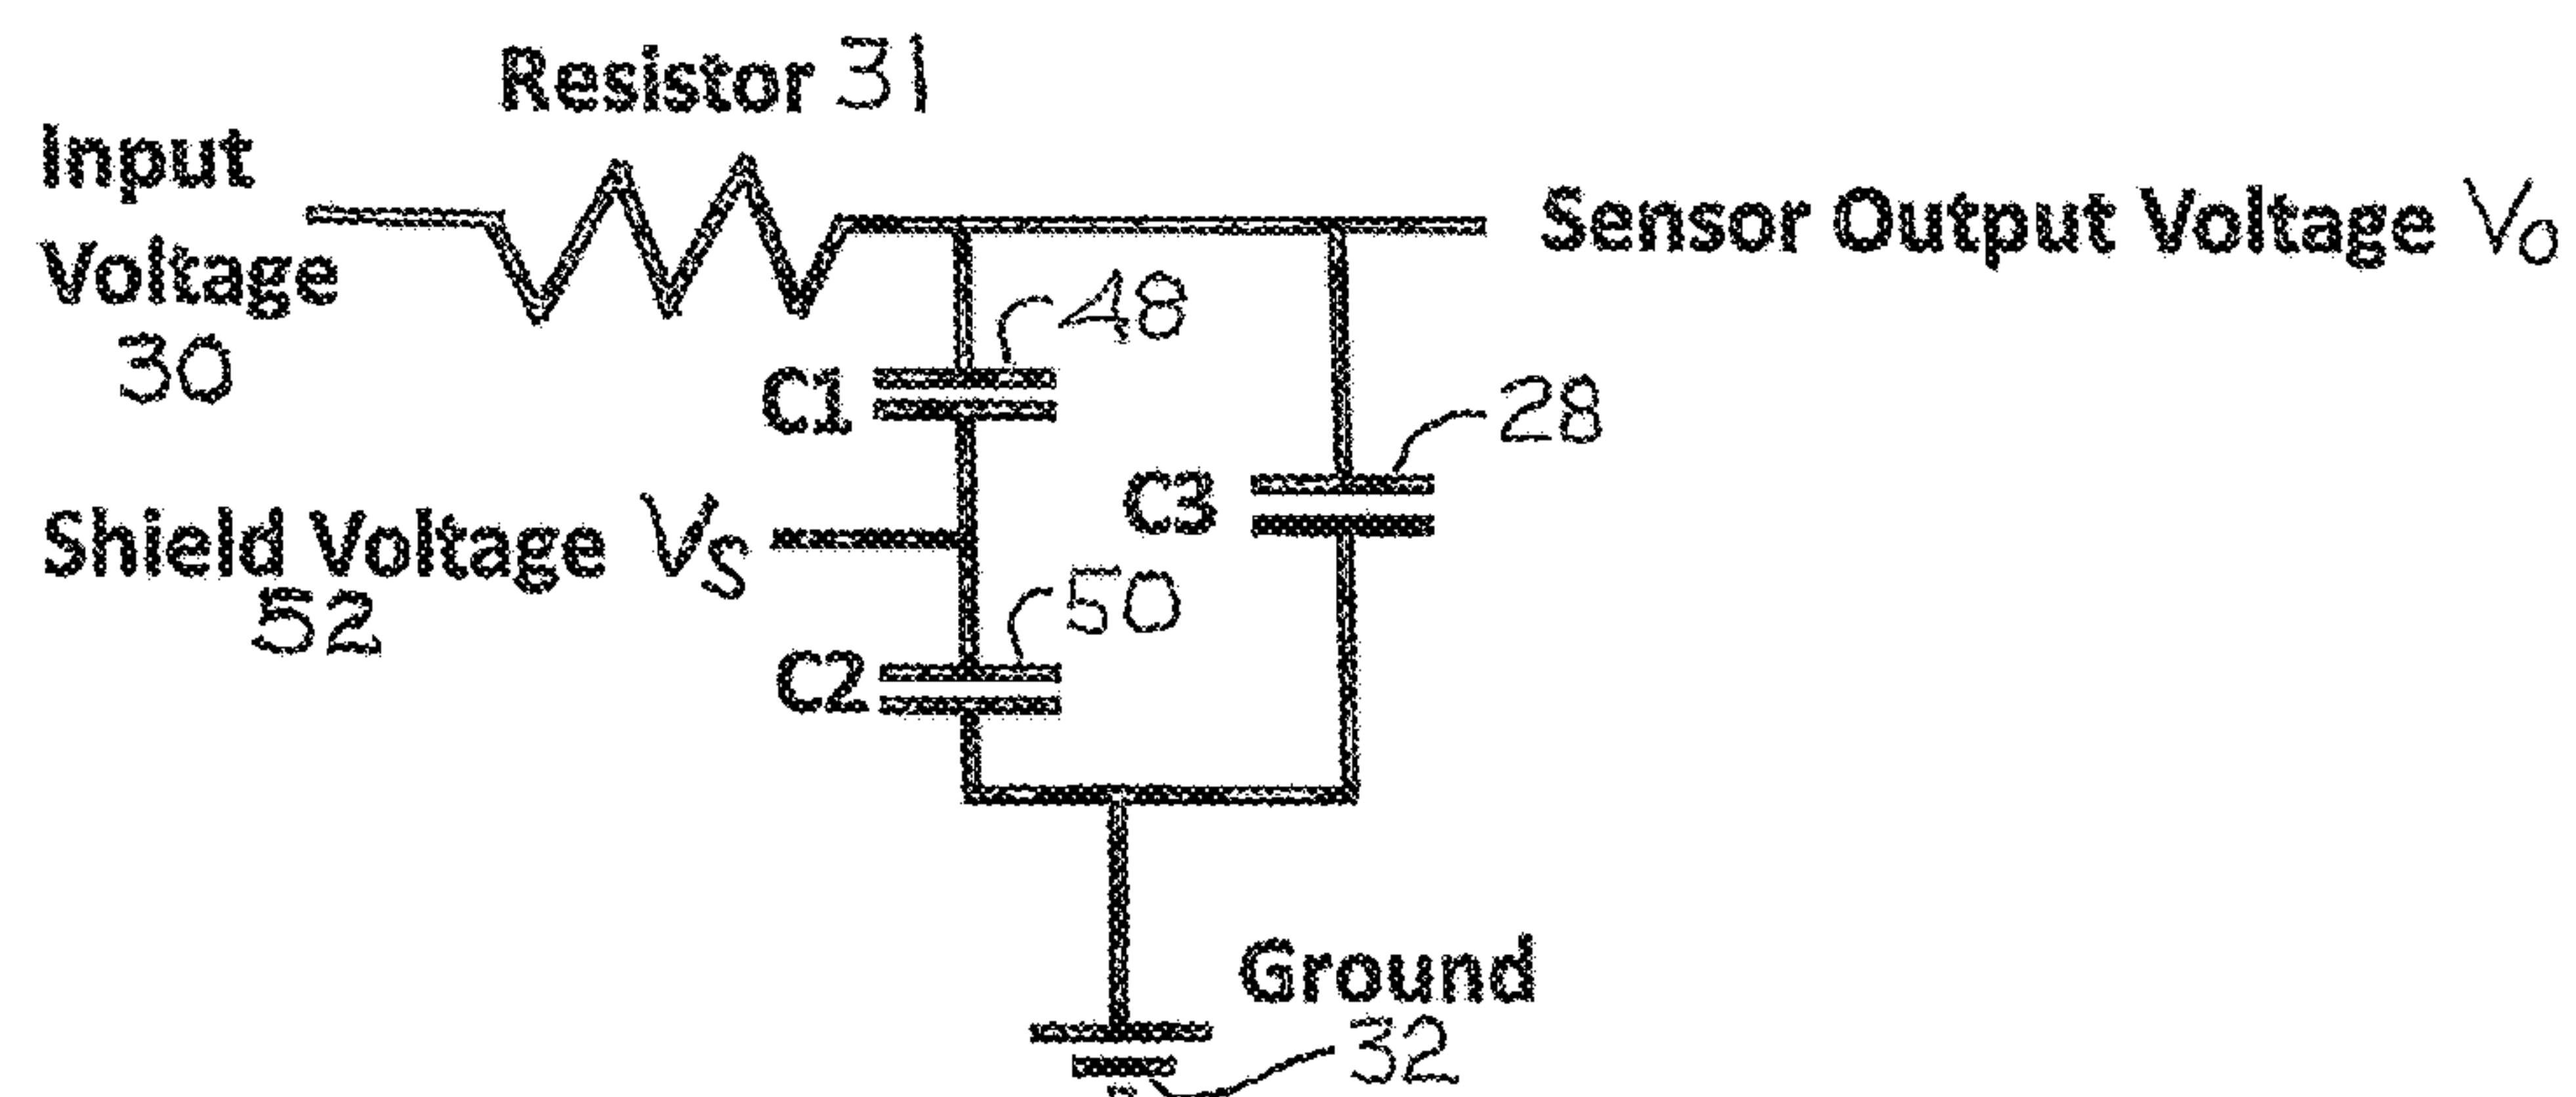 Resistor 31
Input
Voltage
30
Sensor Output Voltage Vo
48
C1
28
C3
Shield Voltage Vs
52
50
C2
Ground
32